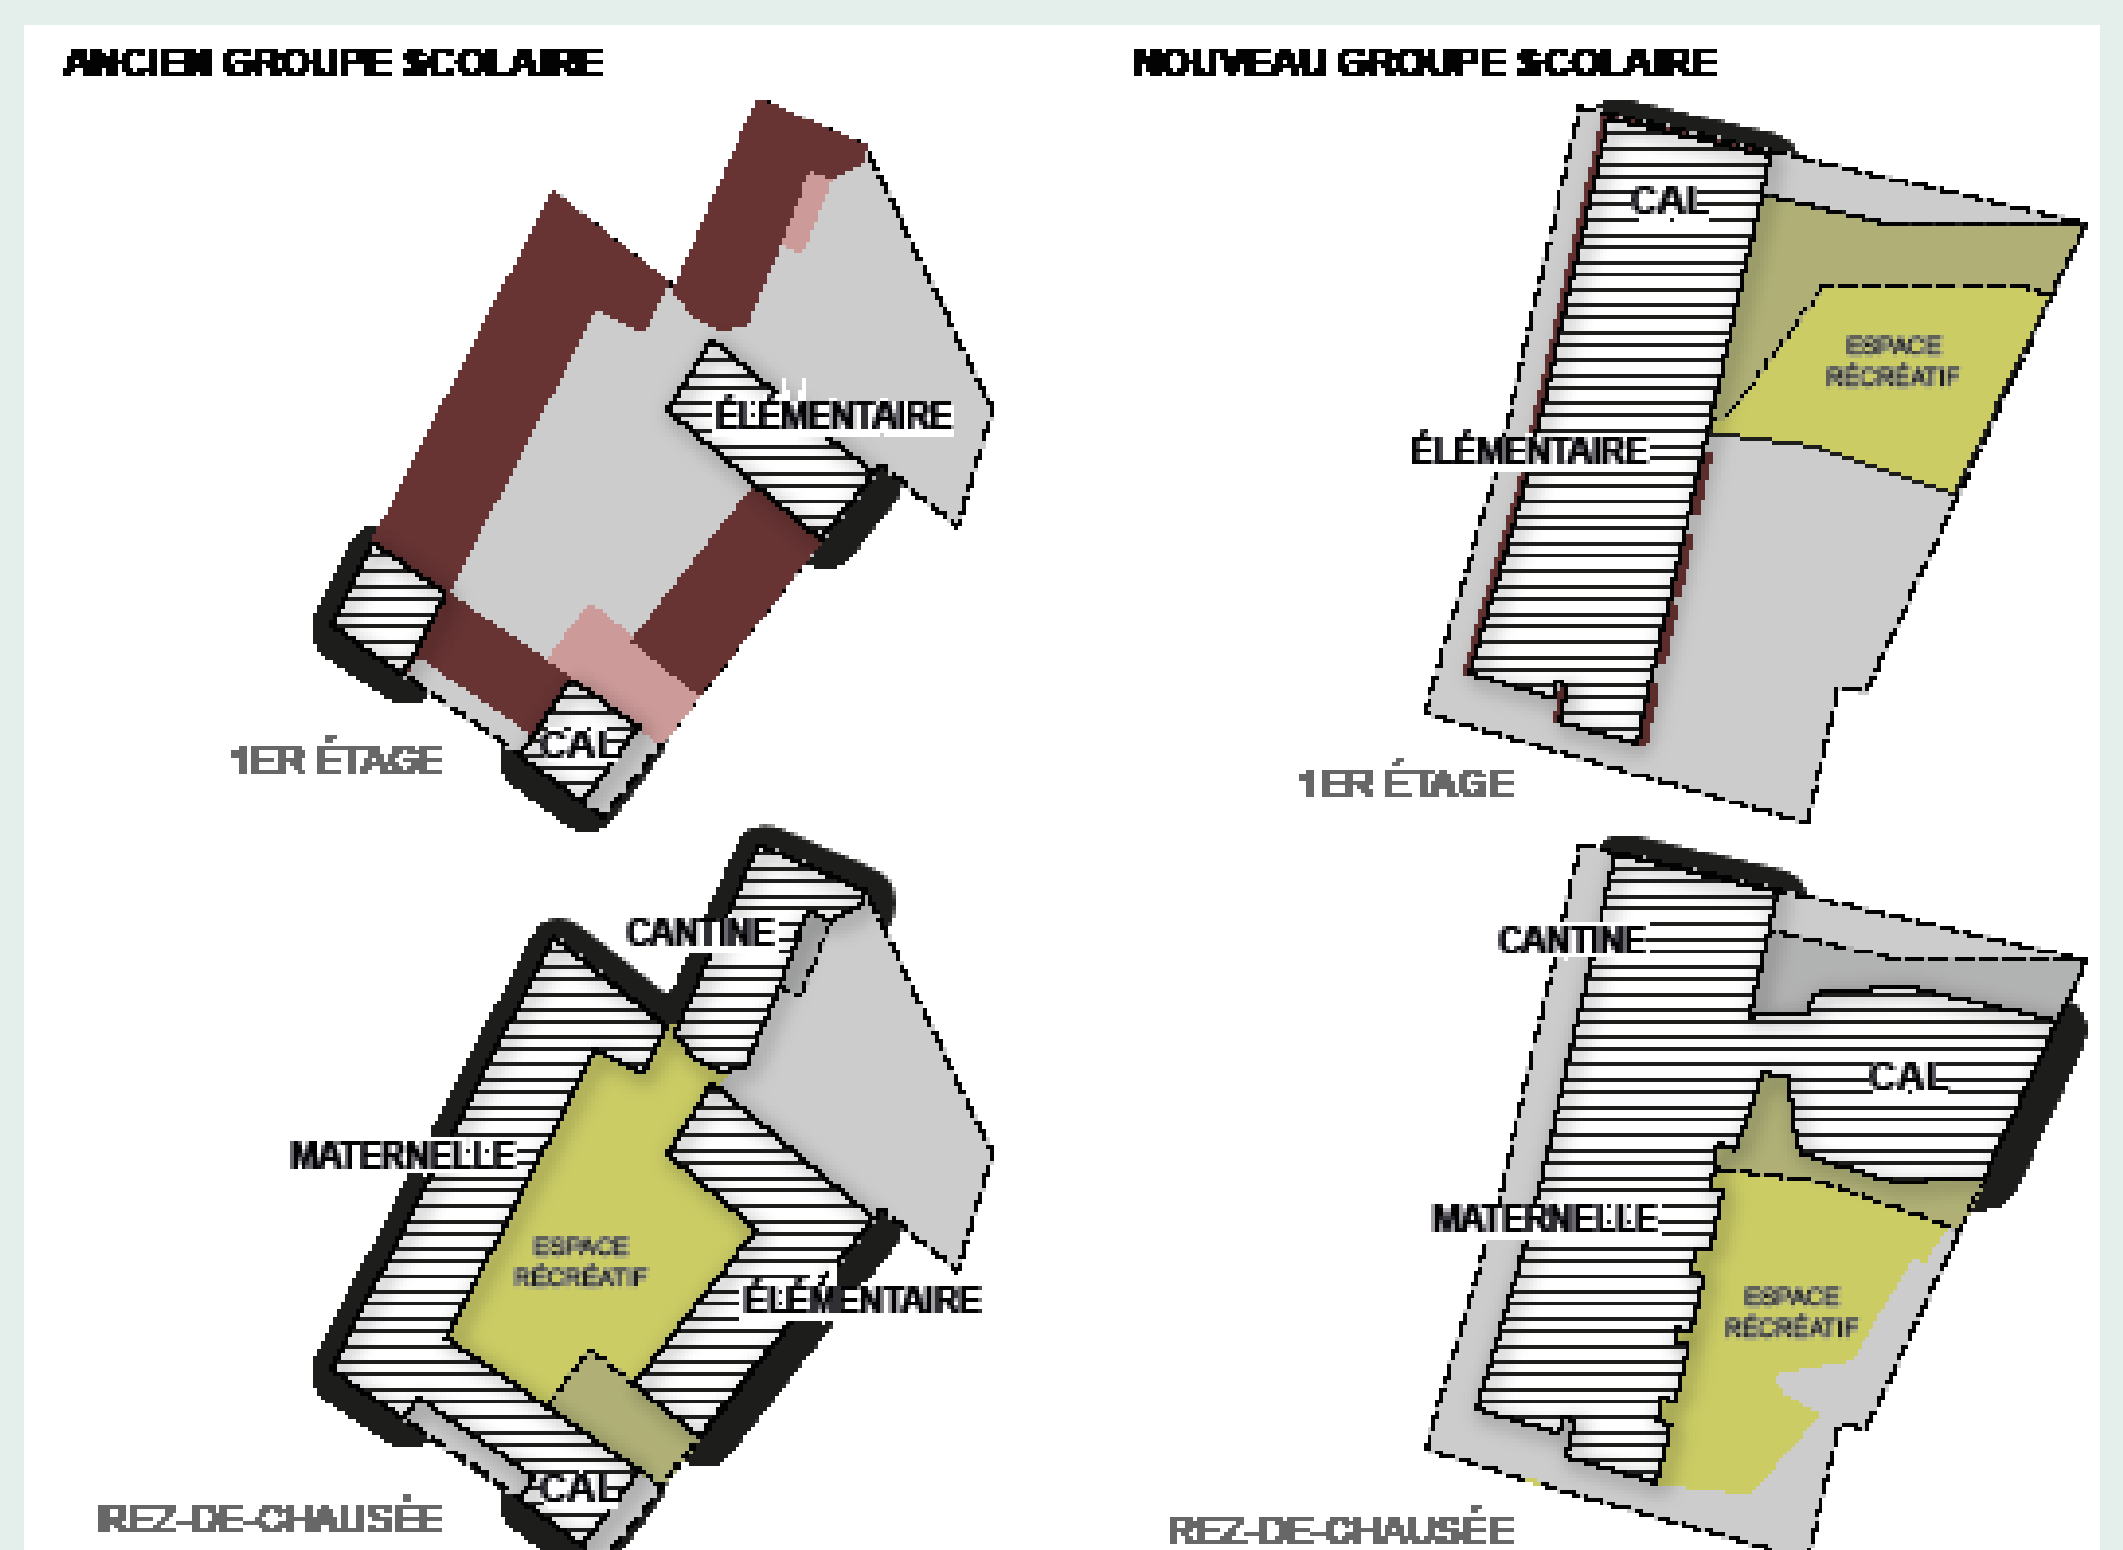 ANCIEN GROUPE SCOLAIRE
NOUVEAU GROUPE SCOLAIRE
ÉLÉMENTAIRE
CAL
1ER ÉTAGE
CAL
ESPACE
RÉCRÉATIF
ÉLÉMENTAIRE
1ER ÉTAGE
CANTINE
MATERNELLE
ESPACE
RÉCRÉATIF
ÉLÉMENTAIRE
CAL
REZ-DE-CHAUSÉE
CANTINE
CAL
MATERNELLE
ESPACE
RÉCRÉATIF
REZ-DE-CHAUSÉE